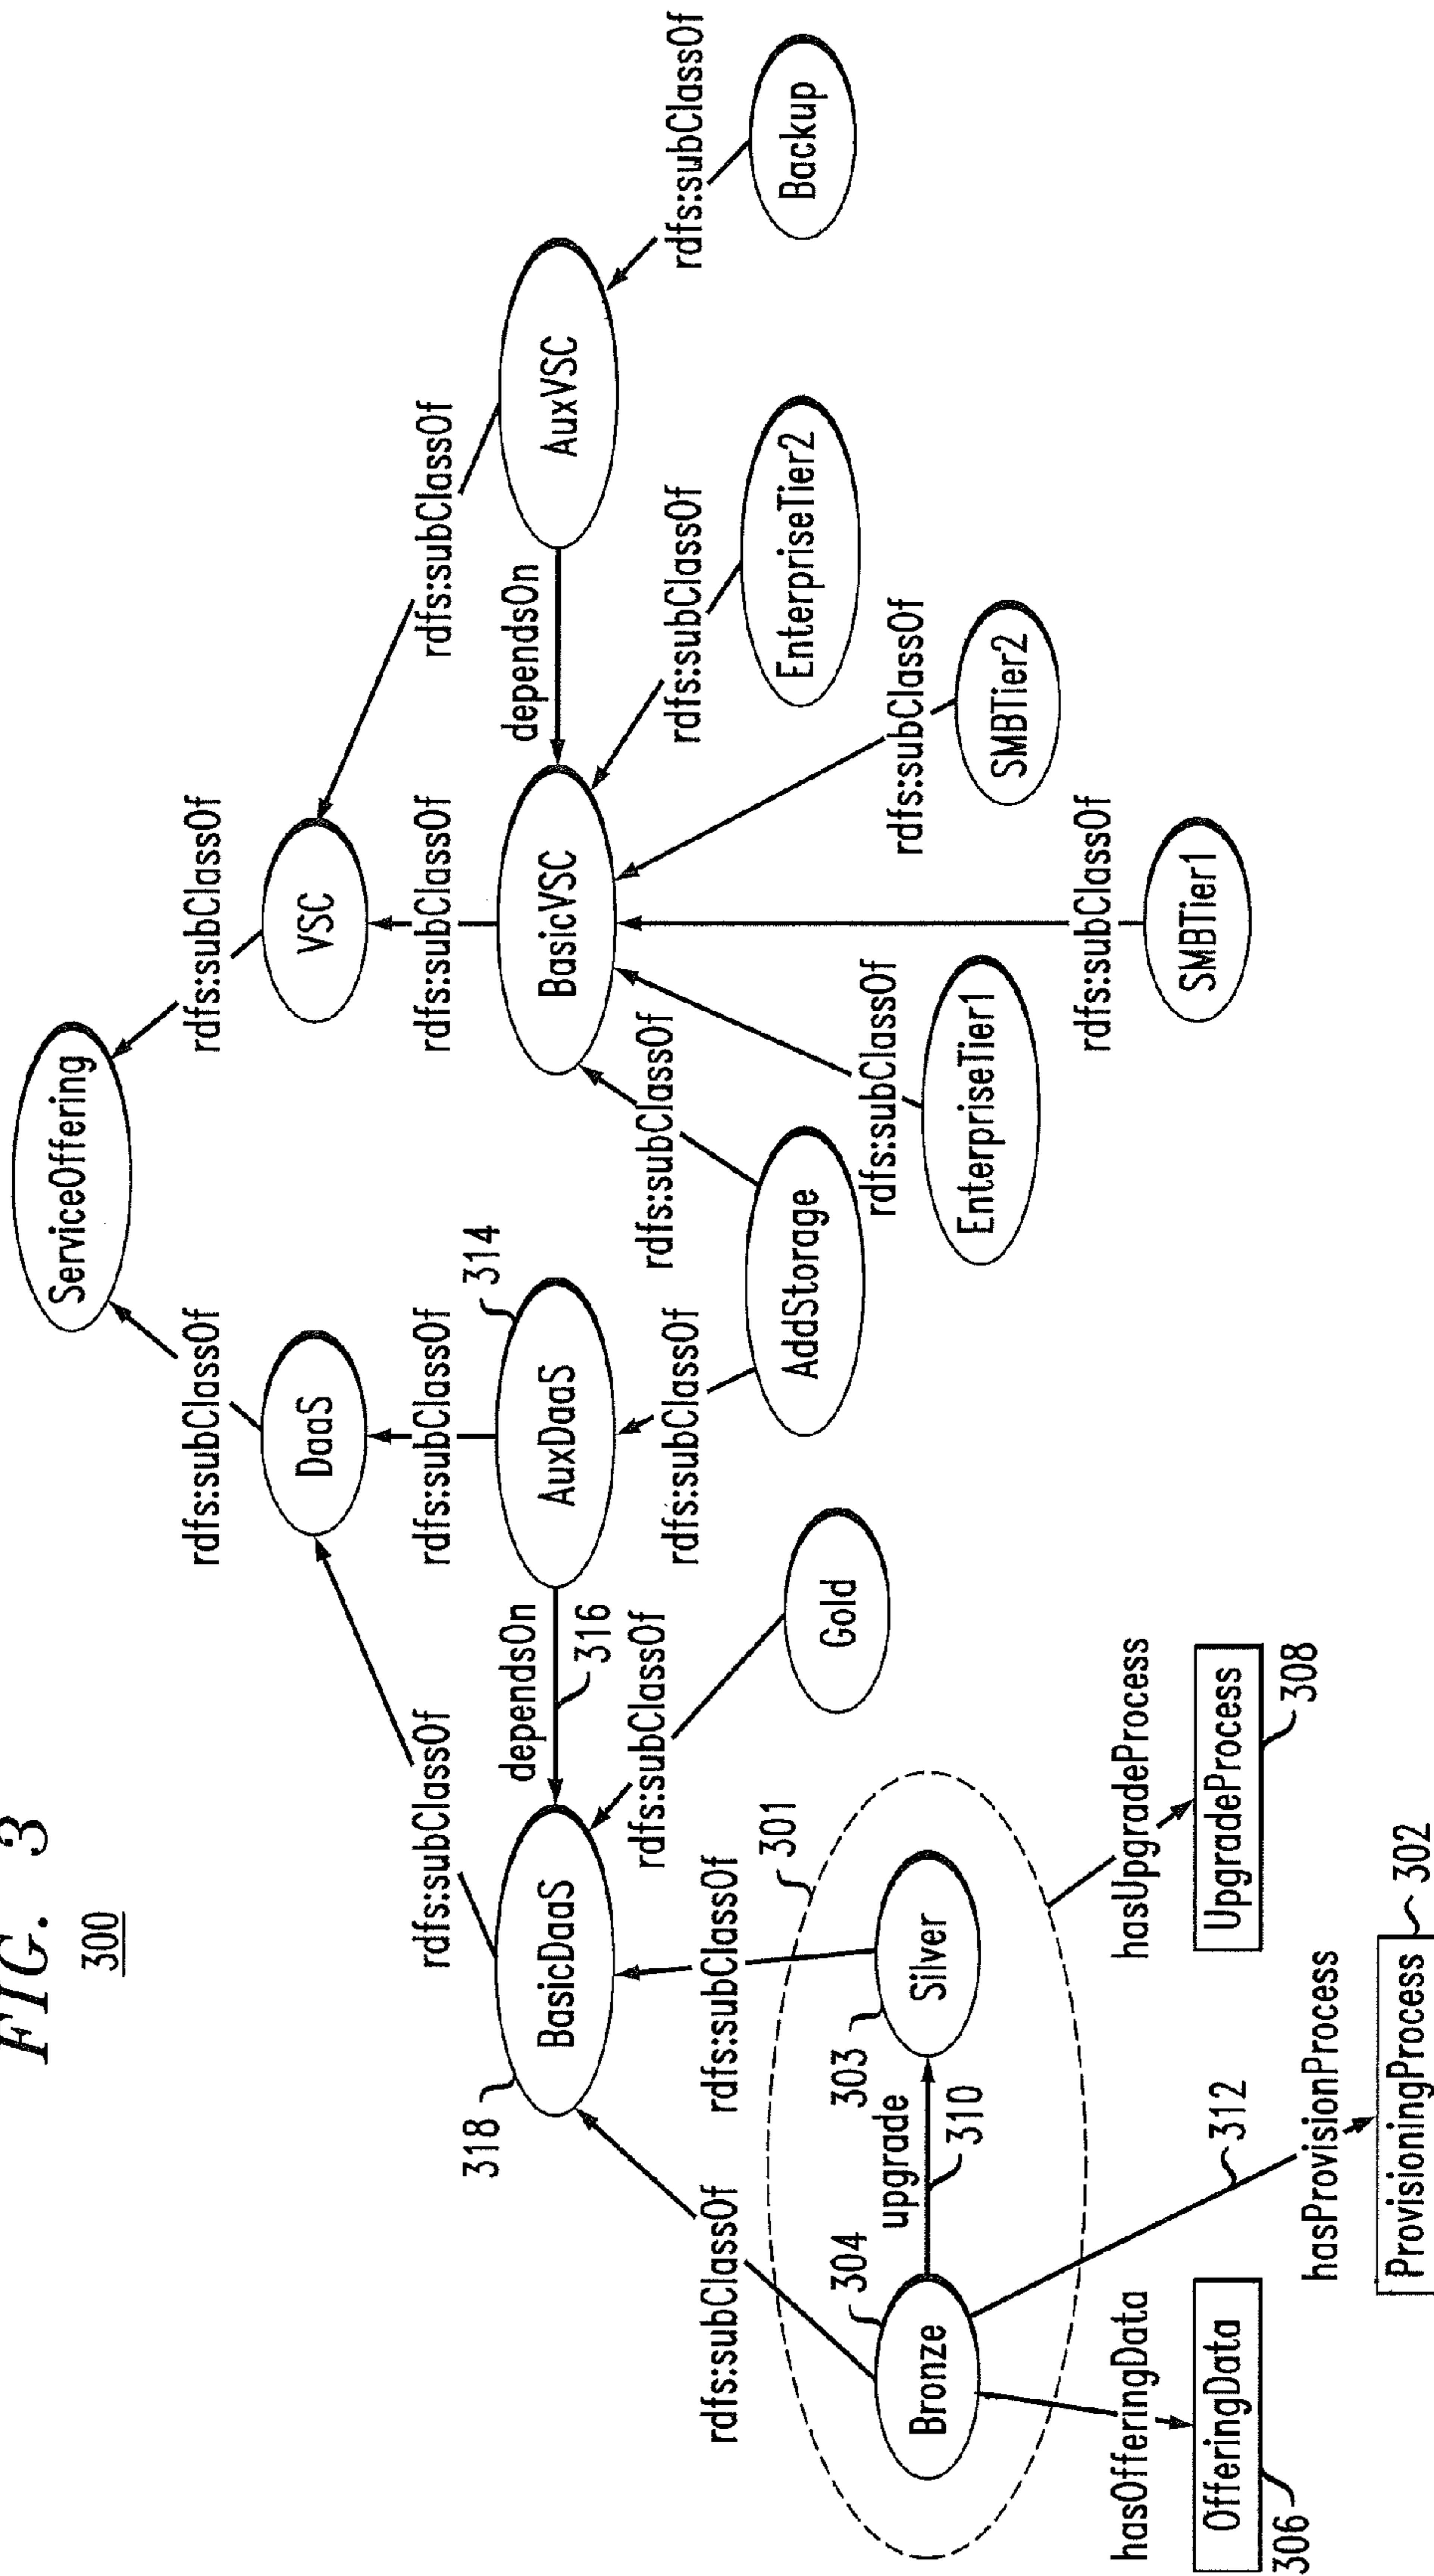 FIG. 3
300
ServiceOffering
rdfs:subClassOf
rdfs:subClassOf
DaaS
VSC
rdfs:subClassOf
rdfs:subClassOf
rdfs:subClassOf
rdfs:subClassOf
318
BasicDaaS
dependsOn
316
AuxDaaS
314
BasicVSC
dependsOn
AuxVSC
rdfs:subClassOf
rdfs:subClassOf
rdfs:subClassOf
rdfs:subClassOf
rdfs:subClassOf
rdfs:subClassOf
rdfs:subClassOf
301
Gold
AddStorage
EnterpriseTier2
Backup
304
upgrade
303
Bronze
310
Silver
rdfs:subClassOf
rdfs:subClassOf
EnterpriseTier1
SMBTier2
312
hasOfferingData
hasUpgradeProcess
rdfs:subClassOf
OfferingData
UpgradeProcess
SMBTier1
306
308
hasProvisionProcess
ProvisioningProcess
302